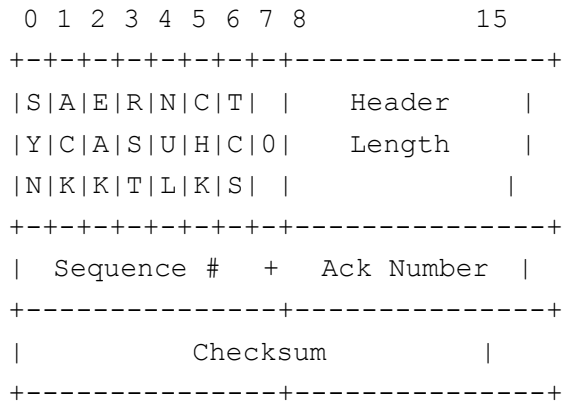 0 1 2 3 4 5 6 7 8            15
+-+-+-+-+-+-+-+-+---------------+
|S|A|E|R|N|C|T| |    Header     |
|Y|C|A|S|U|H|C|0|    Length     |
|N|K|K|T|L|K|S| |              |
+-+-+-+-+-+-+-+-+---------------+
|  Sequence #   +   Ack Number  |
+---------------+---------------+
|           Checksum          |
+---------------+---------------+